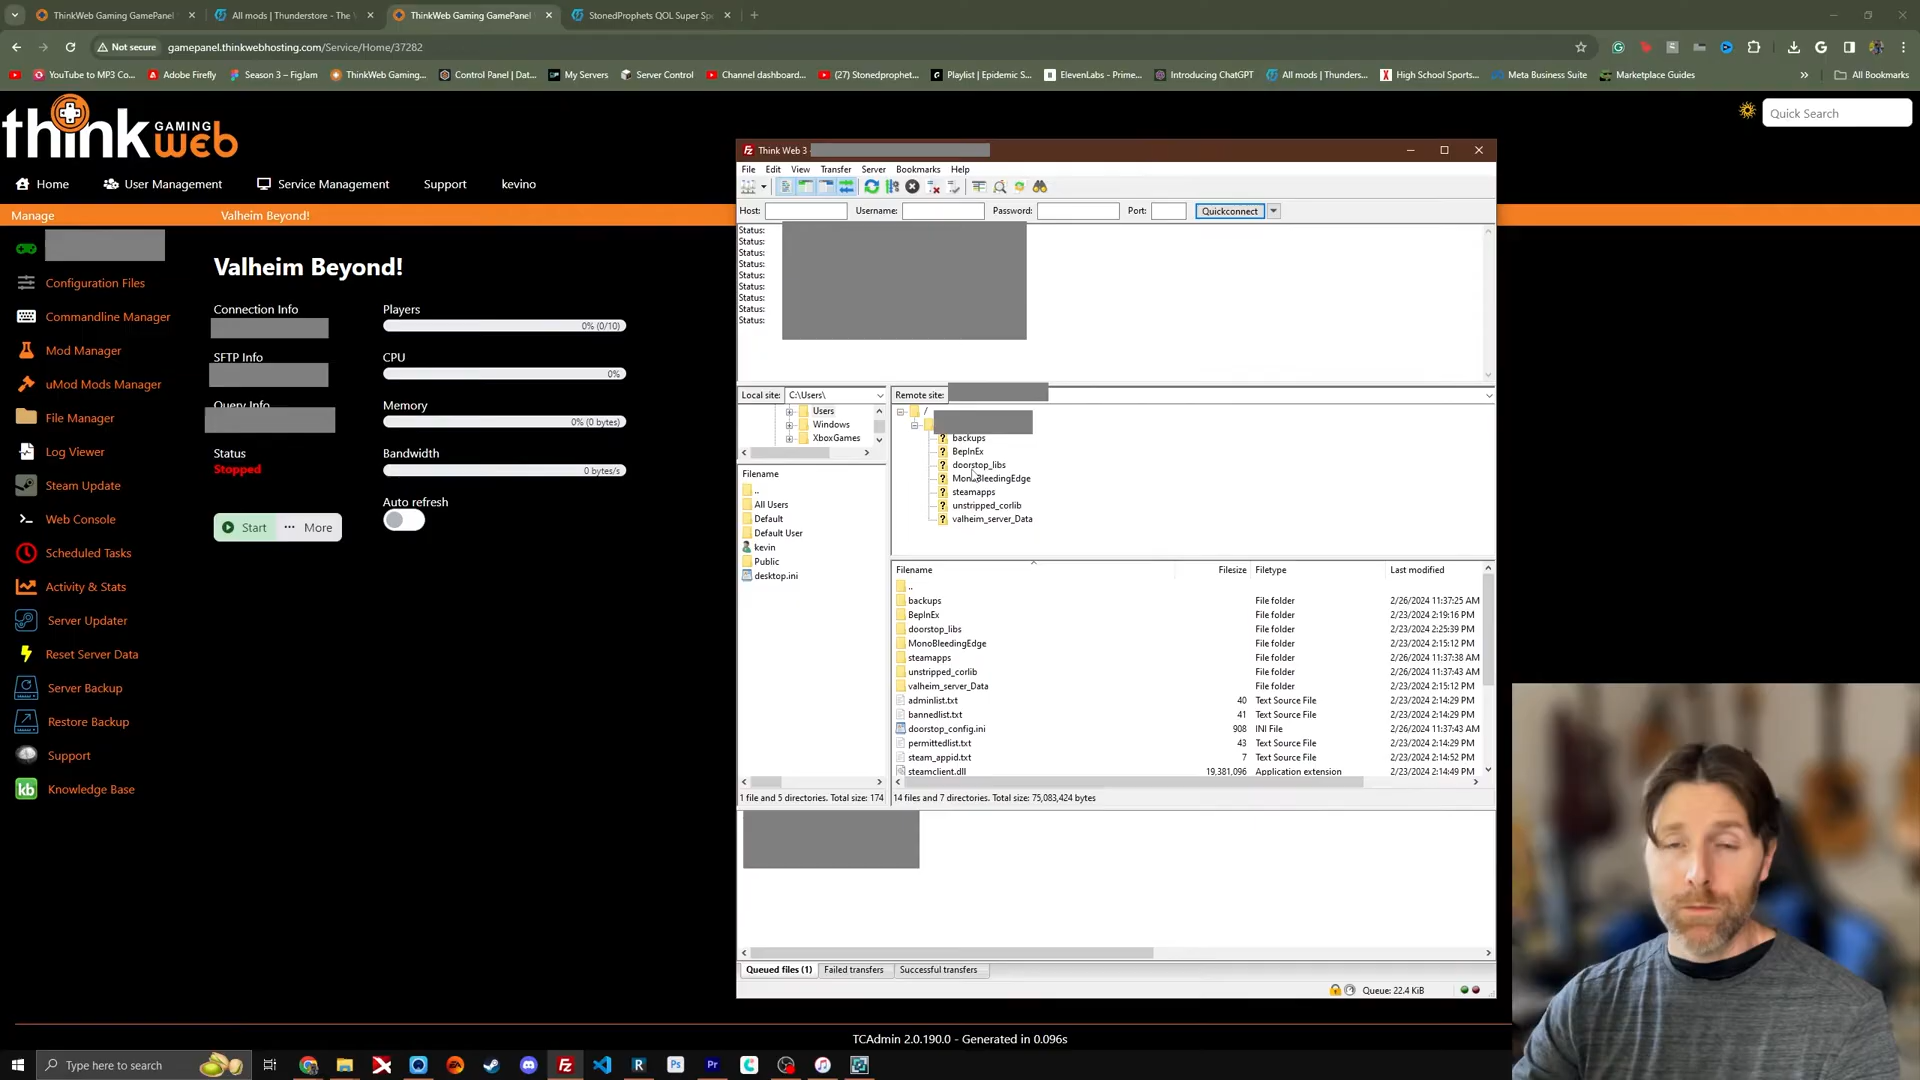 ThinkWeb Gaming GamePanel
All mods | Thunderstore - The V
ThinkWeb Gaming GamePanel
StonedProphets QOL Super Sp
Not secure gamepanel.thinkwebhosting.com/Service/Home/37282
YouTube to MP3 Co...
Adobe Firefly
Season 3 – FigJam
ThinkWeb Gaming...
Control Panel | Dat...
My Servers
Server Control
Channel dashboard...
(27) Stonedprophet...
Playlist | Epidemic S...
ElevenLabs - Prime...
Introducing ChatGPT
All mods | Thunders...
High School Sports...
Meta Business Suite
Marketplace Guides
All Bookmarks
think GAMING web
Quick Search
Home
User Management
Service Management
Support
kevino
Manage
Valheim Beyond!
Configuration Files
Commandline Manager
Mod Manager
uMod Mods Manager
File Manager
Log Viewer
Steam Update
Web Console
Scheduled Tasks
Activity & Stats
Server Updater
Reset Server Data
Server Backup
Restore Backup
Support
Knowledge Base
Valheim Beyond!
Connection Info
SFTP Info
Query Info
Status
Stopped
Start
More
Players
0% (0/10)
CPU
0%
Memory
0% (0 bytes)
Bandwidth
0 bytes/s
Auto refresh
Think Web 3
File Edit View Transfer Server Bookmarks Help
Host: Username: Password: Port: Quickconnect
Status:
Status:
Status:
Status:
Status:
Status:
Status:
Status:
Status:
Local site: C:\Users\
Users
Windows
XboxGames
Filename
..
All Users
Default
Default User
kevin
Public
desktop.ini
1 file and 5 directories. Total size: 174
Remote site:
/
backups
BepInEx
doorstop_libs
MonoBleedingEdge
steamapps
unstripped_corlib
valheim_server_Data
Filename Filesize Filetype Last modified
..
backups File folder 2/26/2024 11:37:25 AM
BepInEx File folder 2/23/2024 2:19:16 PM
doorstop_libs File folder 2/23/2024 2:25:39 PM
MonoBleedingEdge File folder 2/23/2024 2:15:12 PM
steamapps File folder 2/26/2024 11:37:38 AM
unstripped_corlib File folder 2/26/2024 11:37:43 AM
valheim_server_Data File folder 2/23/2024 2:15:12 PM
adminlist.txt 40 Text Source File 2/23/2024 2:14:29 PM
bannedlist.txt 41 Text Source File 2/23/2024 2:14:29 PM
doorstop_config.ini 908 INI File 2/26/2024 11:37:43 AM
permittedlist.txt 43 Text Source File 2/23/2024 2:14:29 PM
steam_appid.txt 7 Text Source File 2/23/2024 2:14:52 PM
steamclient.dll 19,381,096 Application extension 2/23/2024 2:14:49 PM
14 files and 7 directories. Total size: 75,083,424 bytes
Queued files (1)
Failed transfers
Successful transfers
Queue: 22.4 KiB
TCAdmin 2.0.190.0 - Generated in 0.096s
Type here to search